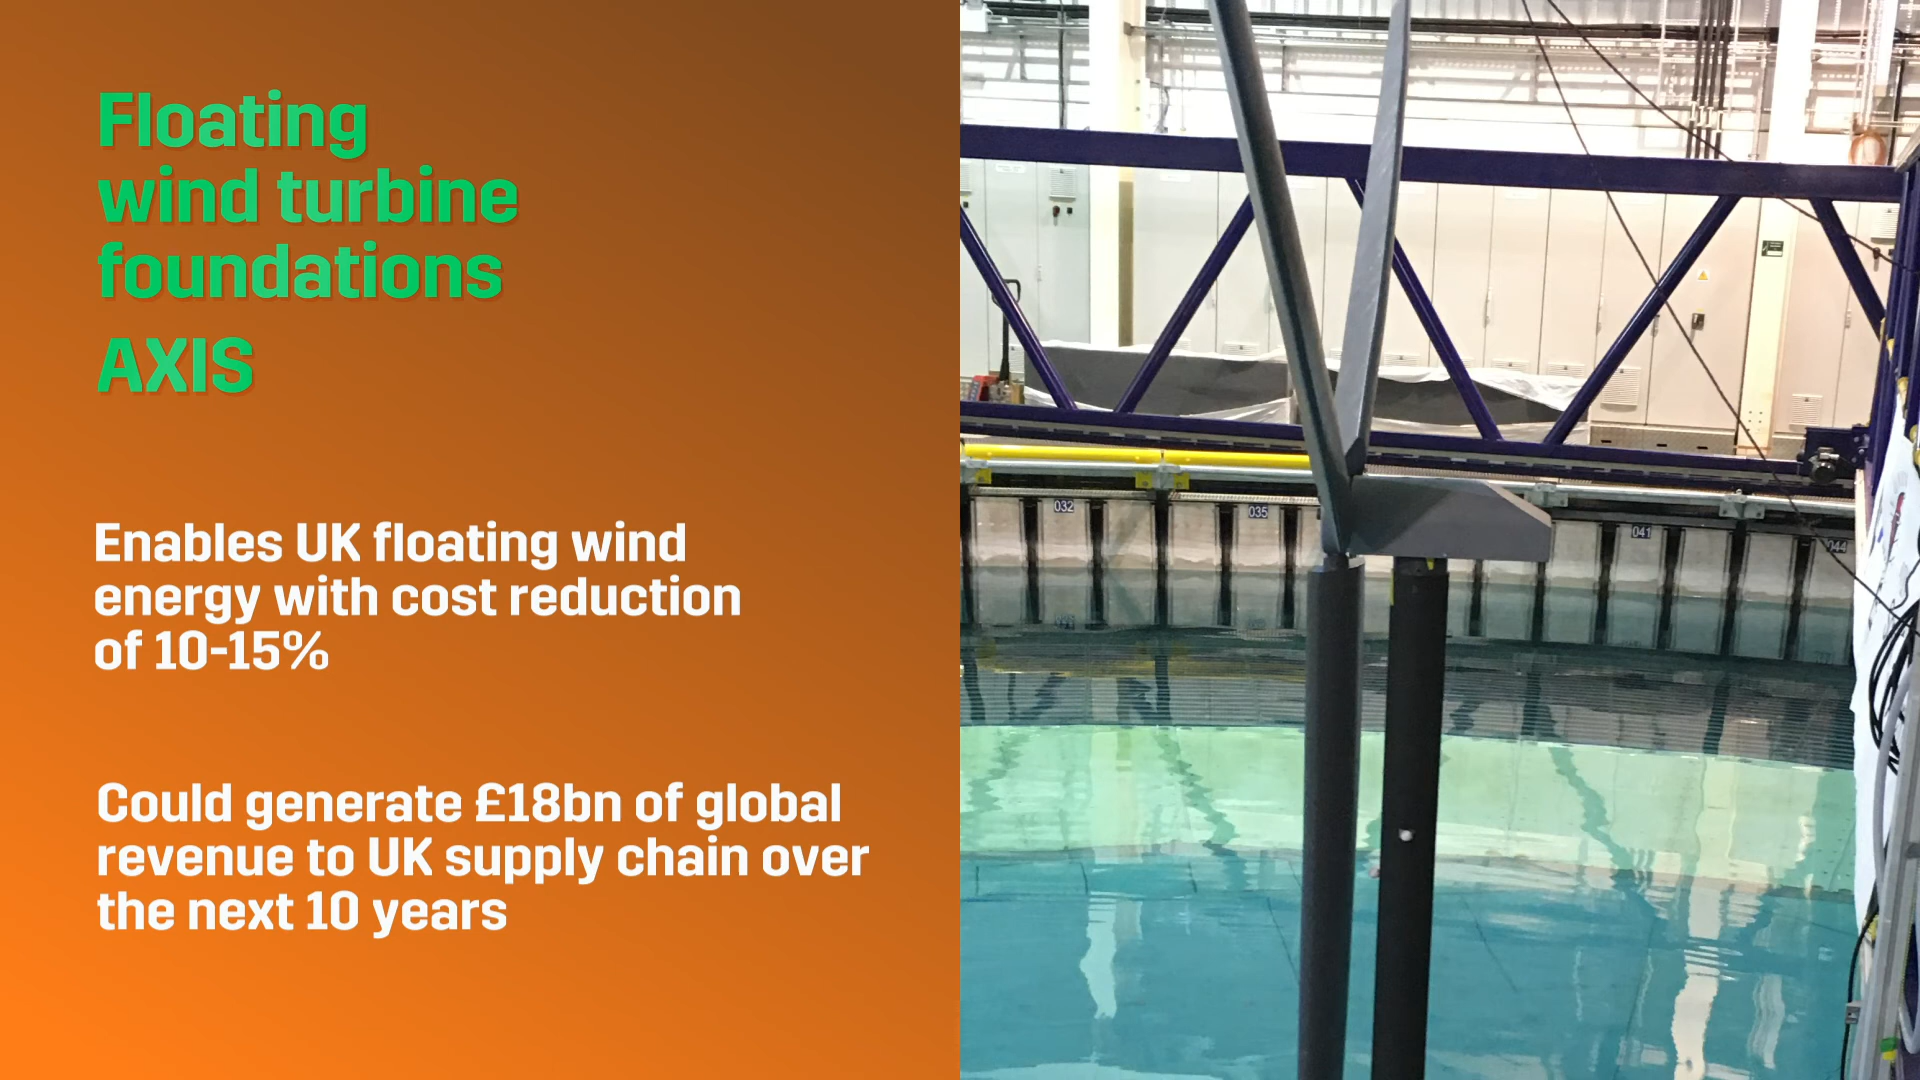 Floating
wind turbine
foundations
AXIS
Enables UK floating wind
energy with cost reduction
of 10-15%
Could generate £18bn of global
revenue to UK supply chain over
the next 10 years
032
035
041
044